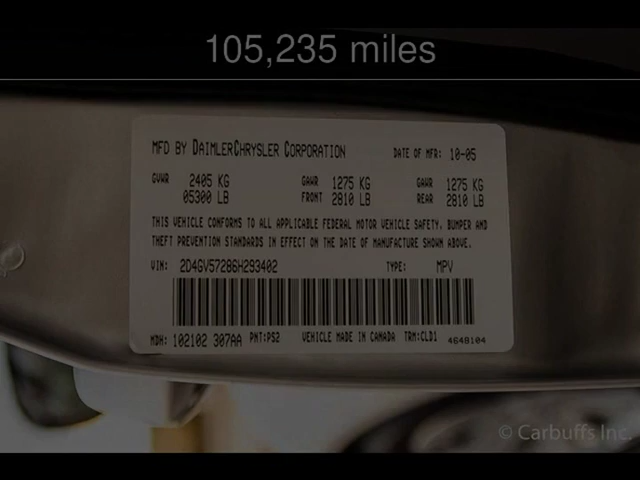 105,235 miles
MFD BY DAIMLERCHRYSLER CORPORATION DATE OF MFR: 10-05
GVWR 2405 KG GAWR 1275 KG GAWR 1275 KG
05300 LB FRONT 2810 LB REAR 2810 LB
THIS VEHICLE CONFORMS TO ALL APPLICABLE FEDERAL MOTOR VEHICLE SAFETY, BUMPER AND
THEFT PREVENTION STANDARDS IN EFFECT ON THE DATE OF MANUFACTURE SHOWN ABOVE.
VIN: 2D4GV57286H293402 TYPE: MPV
MDH: 102102 307AA PNT:PS2 VEHICLE MADE IN CANADA TRM:CLD1 4648104
© Carbuffs Inc.